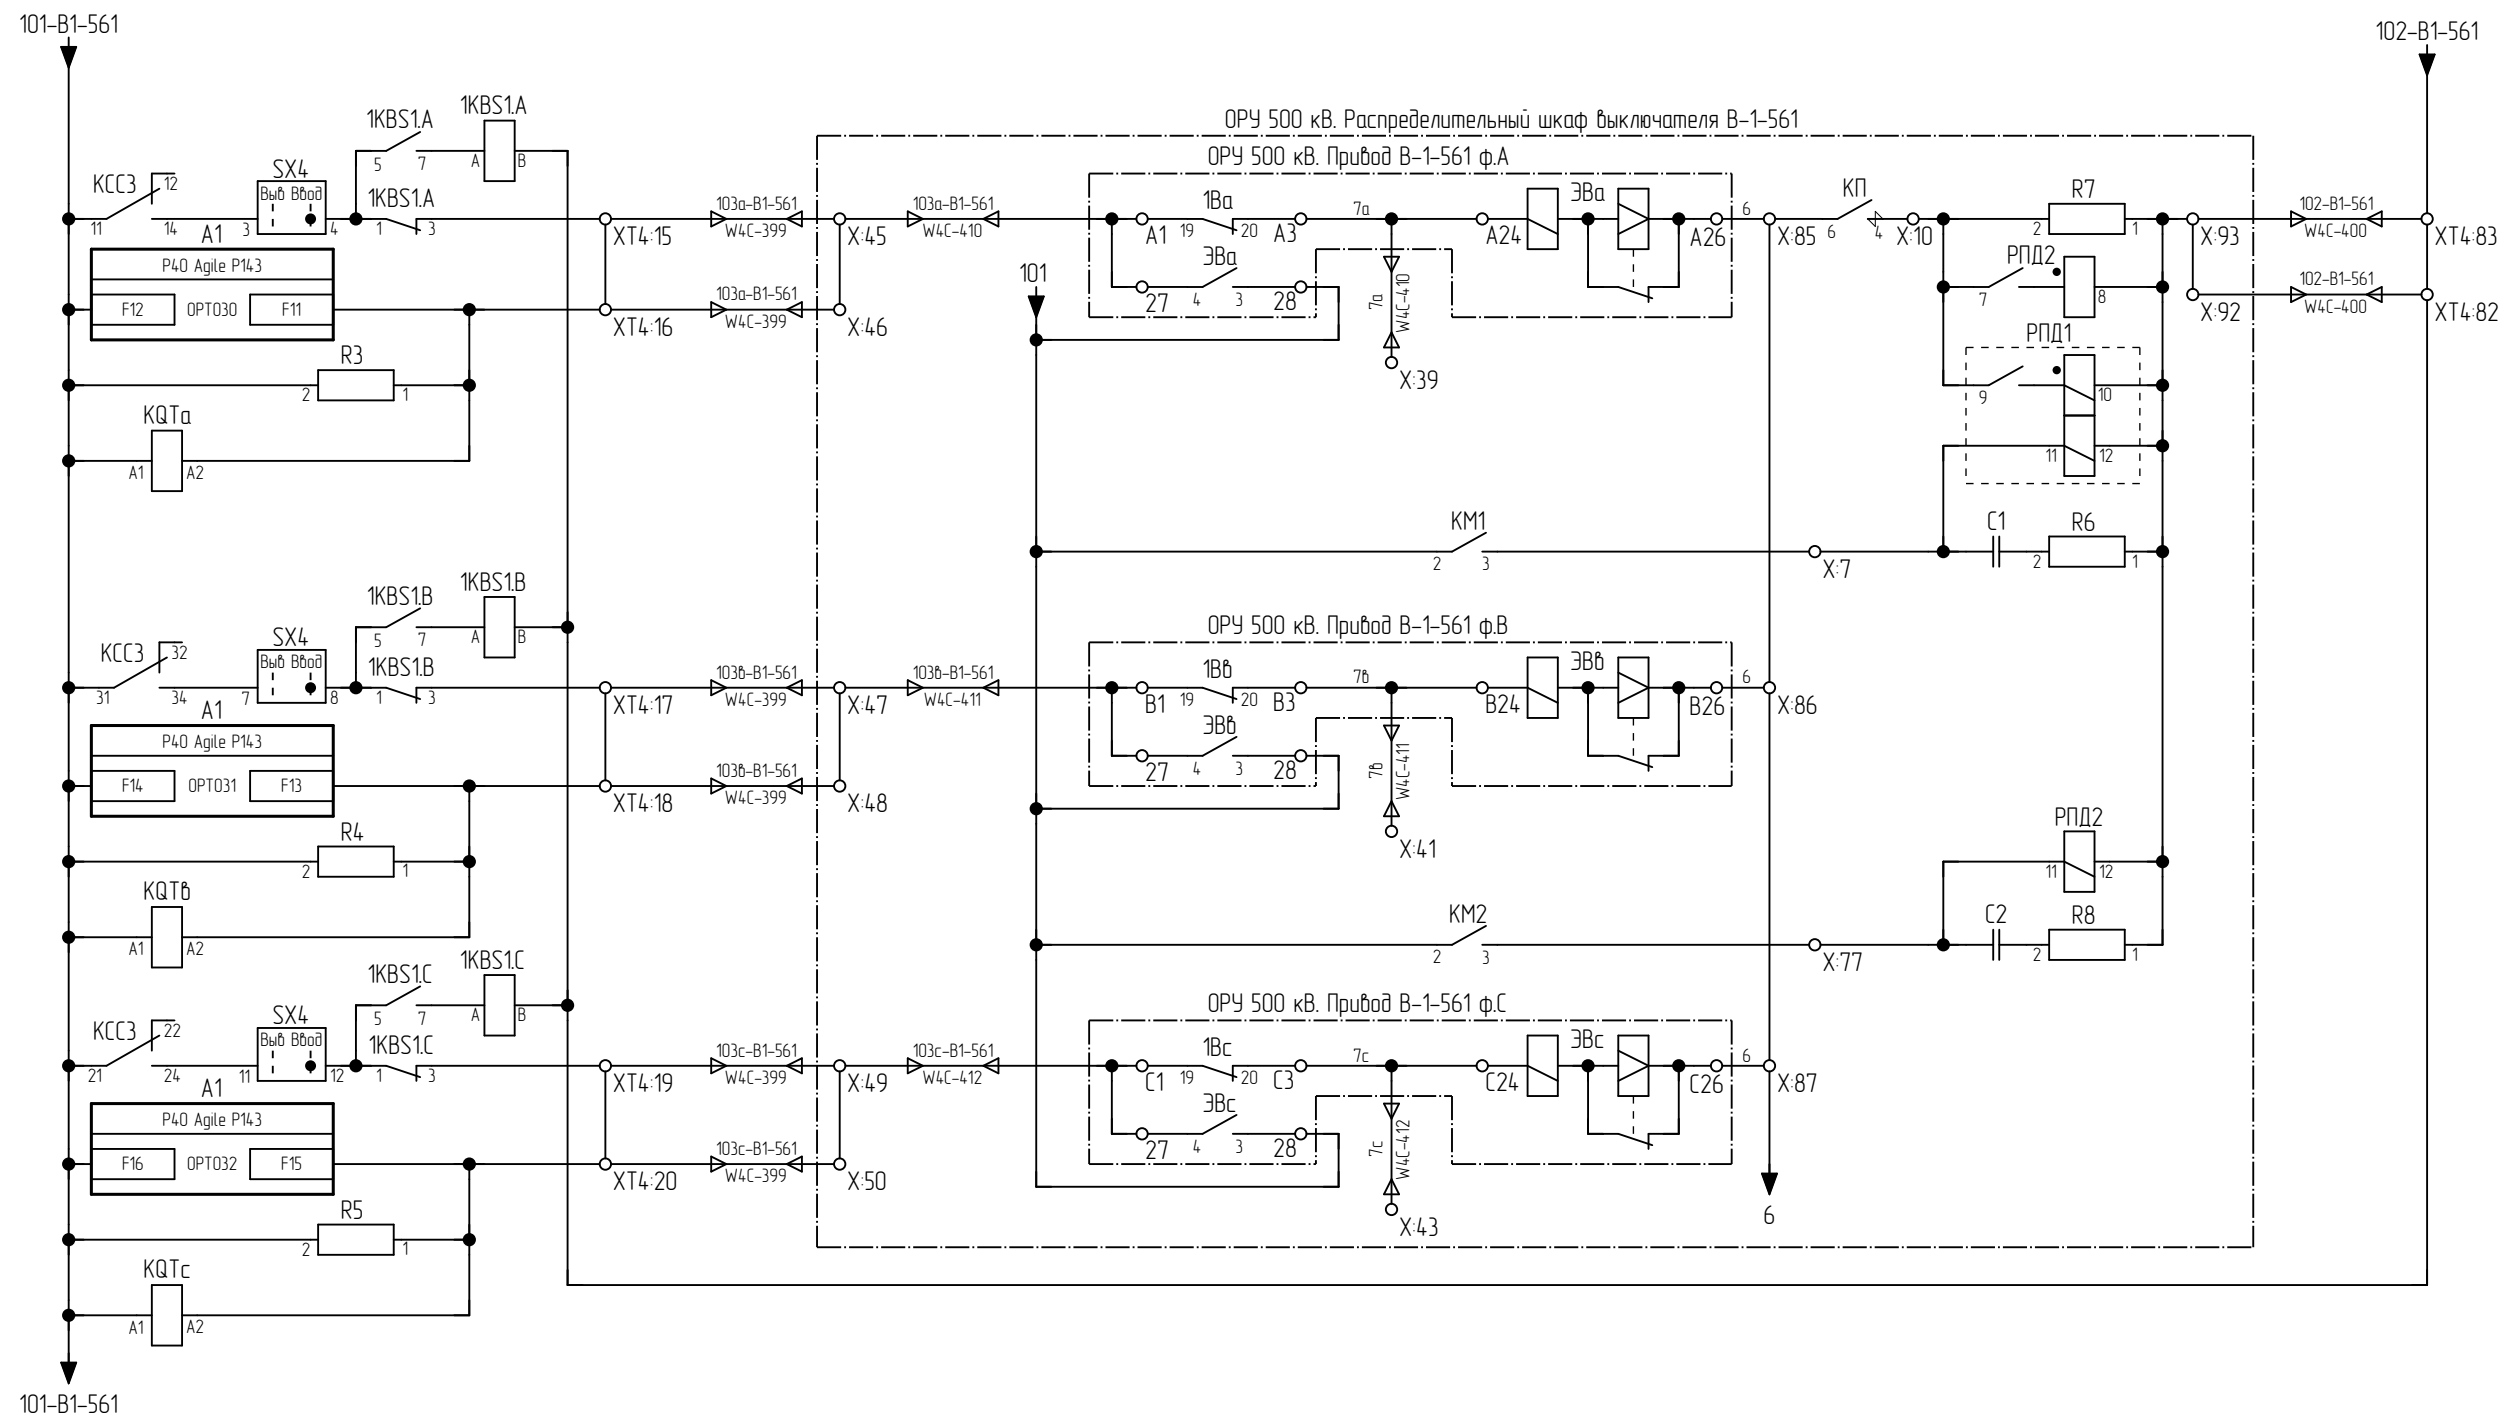 101-В1-561
102-В1-561
1KBS1.A
1KBS1.A
5
7
A
B
ОРУ 500 кВ. Распределительный шкаф выключателя В-1-561
ОРУ 500 кВ. Привод В-1-561 ф.А
KCC3
12
11
14
SX4
Выв Ввод
3
4
1KBS1.A
1
3
XT4:15
103а-В1-561
W4C-399
X:45
103а-В1-561
W4C-410
A1
1Ва
19
20
A3
7а
A24
ЭВа
A26
6
X:85
КП
6
4
X:10
R7
2
1
X:93
102-В1-561
W4C-400
XT4:83
A1
P40 Agile P143
F12
OPTO30
F11
XT4:16
103а-В1-561
W4C-399
X:46
101
ЭВа
27
4
3
28
7а
W4C-410
X:39
РПД2
7
8
X:92
102-В1-561
W4C-400
XT4:82
R3
2
1
РПД1
9
10
11
12
KQTа
A1
A2
KM1
2
3
X:7
C1
R6
2
1
1KBS1.B
1KBS1.B
5
7
A
B
ОРУ 500 кВ. Привод В-1-561 ф.В
KCC3
32
31
34
SX4
Выв Ввод
7
8
1KBS1.B
1
3
XT4:17
103в-В1-561
W4C-399
X:47
103в-В1-561
W4C-411
B1
1Вв
19
20
B3
7в
B24
ЭВв
B26
6
X:86
A1
P40 Agile P143
F14
OPTO31
F13
XT4:18
103в-В1-561
W4C-399
X:48
ЭВв
27
4
3
28
7в
W4C-411
X:41
R4
2
1
РПД2
11
12
KQTв
A1
A2
KM2
2
3
X:77
C2
R8
2
1
1KBS1.C
1KBS1.C
5
7
A
B
ОРУ 500 кВ. Привод В-1-561 ф.С
KCC3
22
21
24
SX4
Выв Ввод
11
12
1KBS1.C
1
3
XT4:19
103с-В1-561
W4C-399
X:49
103с-В1-561
W4C-412
C1
1Вс
19
20
C3
7с
C24
ЭВс
C26
6
X:87
A1
P40 Agile P143
F16
OPTO32
F15
XT4:20
103с-В1-561
W4C-399
X:50
ЭВс
27
4
3
28
7с
W4C-412
X:43
6
R5
2
1
KQTс
A1
A2
101-В1-561